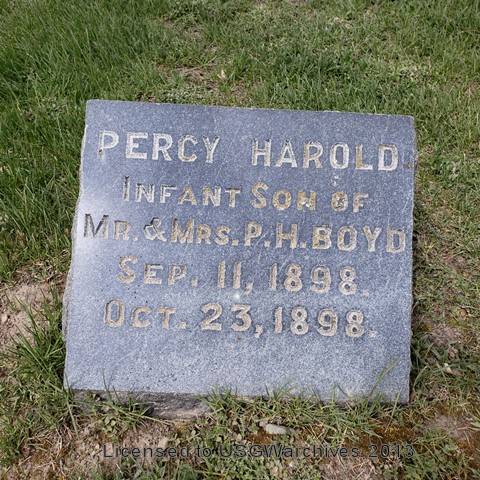 PERCY HAROLD
INFANT SON OF
MR. & MRS. P. H. BOYD
SEP. 11, 1898.
OCT. 23, 1898.
Licensed to USGWarchives 2013